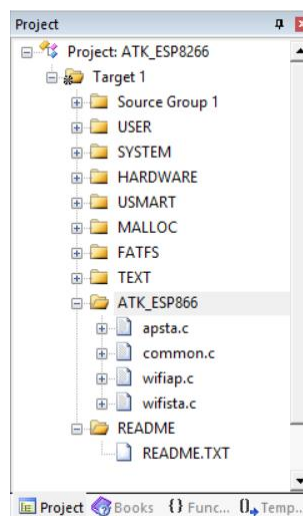 Project
Project: ATK_ESP8266
Target 1
Source Group 1
USER
SYSTEM
HARDWARE
USMART
MALLOC
FATFS
TEXT
ATK_ESP866
apsta.c
common.c
wifiap.c
wifista.c
README
README.TXT
Project Books {} Func... 0 Temp...